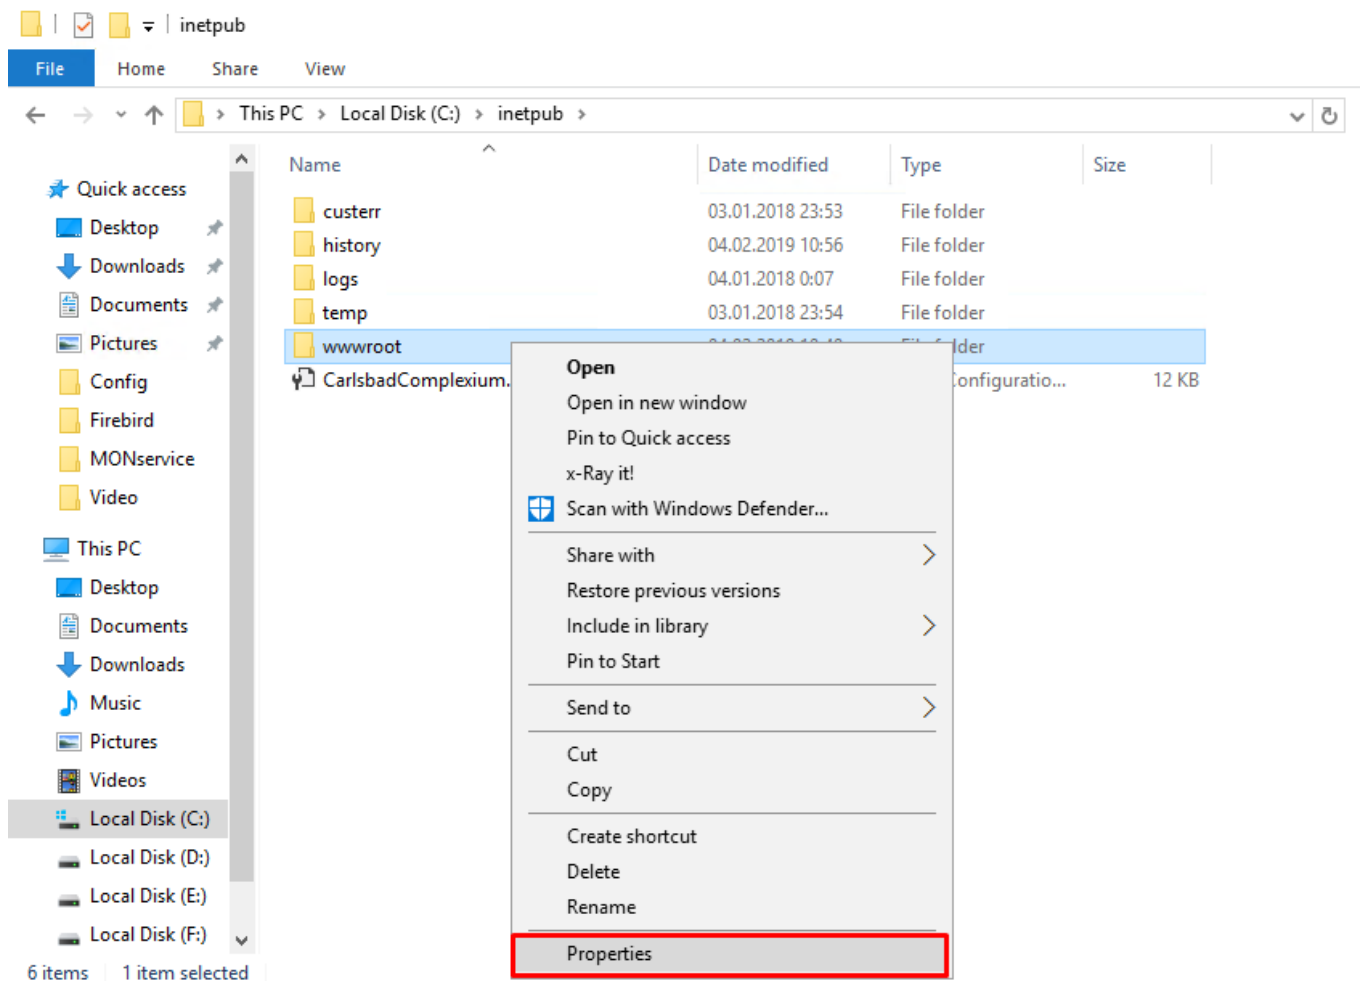 inetpub
File Home Share View
This PC > Local Disk (C:) > inetpub >
Name Date modified Type Size
Quick access
Desktop
Downloads
Documents
Pictures
Config
Firebird
MONservice
Video
This PC
Desktop
Documents
Downloads
Music
Pictures
Videos
Local Disk (C:)
Local Disk (D:)
Local Disk (E:)
Local Disk (F:)
custerr 03.01.2018 23:53 File folder
history 04.02.2019 10:56 File folder
logs 04.01.2018 0:07 File folder
temp 03.01.2018 23:54 File folder
wwwroot
CarlsbadComplexium. onfiguratio... 12 KB
Open
Open in new window
Pin to Quick access
x-Ray it!
Scan with Windows Defender...
Share with
Restore previous versions
Include in library
Pin to Start
Send to
Cut
Copy
Create shortcut
Delete
Rename
Properties
6 items 1 item selected